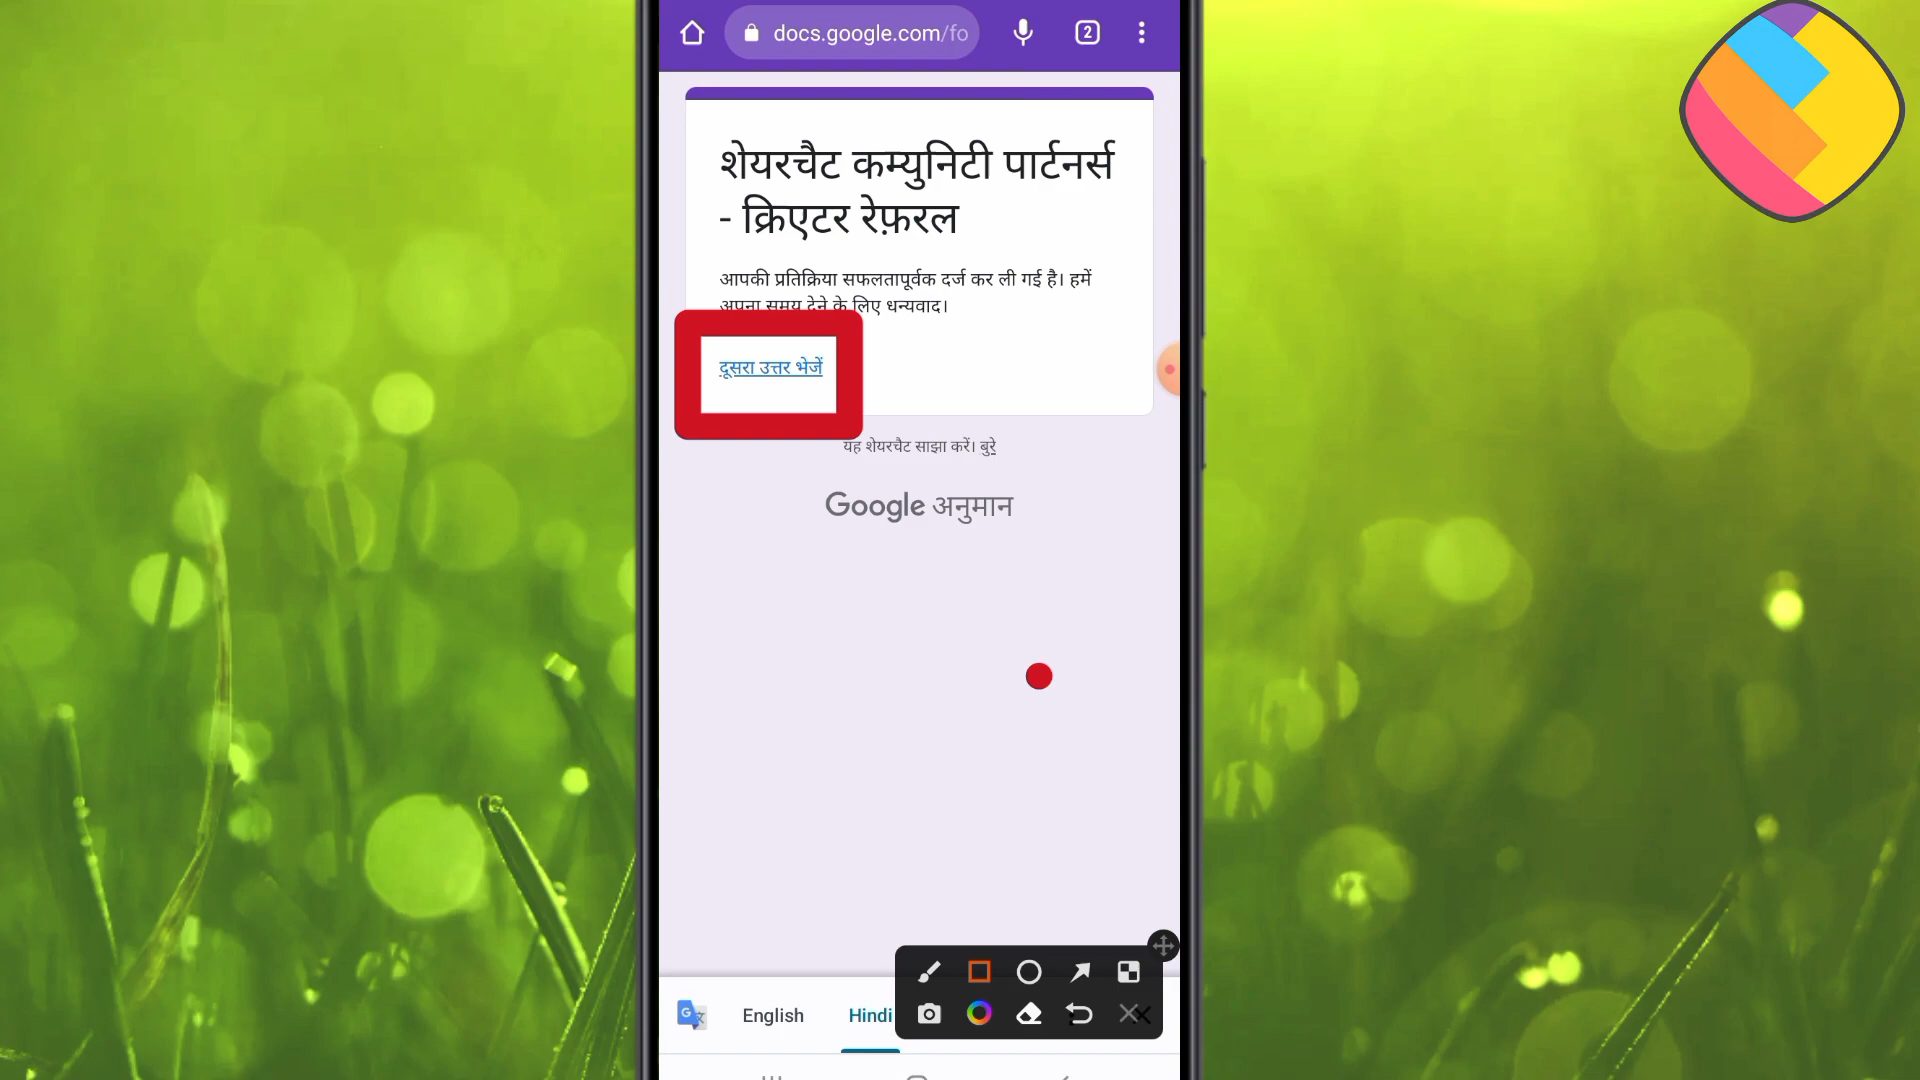 docs.google.com/fo
2
शेयरचैट कम्युनिटी पार्टनर्स
- क्रिएटर रेफ़रल
आपकी प्रतिक्रिया सफलतापूर्वक दर्ज कर ली गई है। हमें
अपना समय देने के लिए धन्यवाद।
दूसरा उत्तर भेजें
यह शेयरचैट साझा करें। बुरे
Google अनुमान
English
Hindi